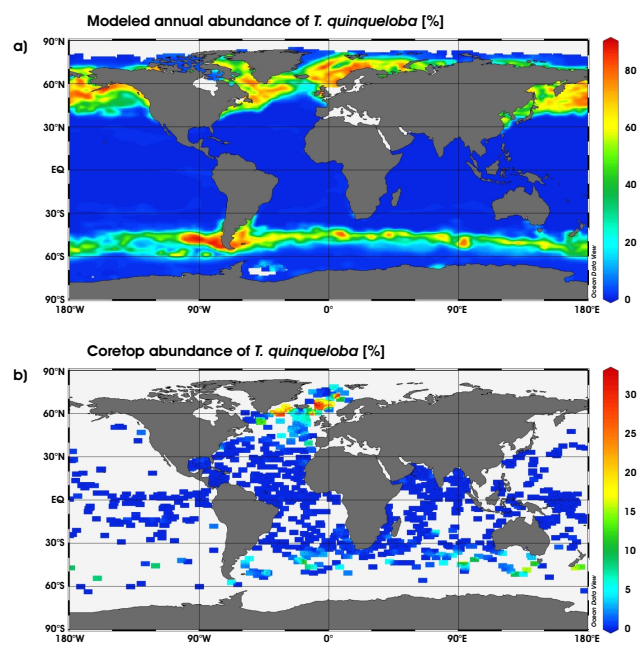 Modeled annual abundance of T. quinqueloba [%]
a)
90°N
60°N
30°N
EQ
30°S
60°S
90°S
180°W
90°W
0°
90°E
180°E
Ocean Data View
80
60
40
20
0
Coretop abundance of T. quinqueloba [%]
b)
90°N
60°N
30°N
EQ
30°S
60°S
90°S
180°W
90°W
0°
90°E
180°E
Ocean Data View
30
25
20
15
10
5
0